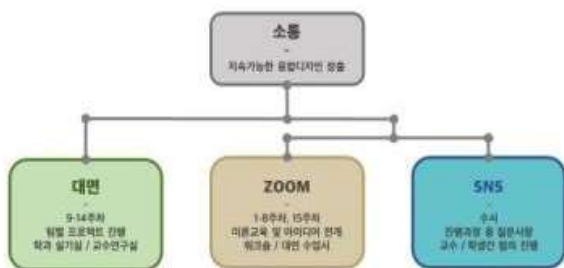 소통
-
지속가능한 융합디자인 창출
대면
-
9-14주차
팀별 프로젝트 진행
학과 실기실 / 교수연구실
ZOOM
-
1-8주차, 15주차
이론교육 및 아이디어 전개
워크숍 / 대면 수업시
SNS
-
수시
진행과정 중 질문사항
교수 / 학생간 협의 진행